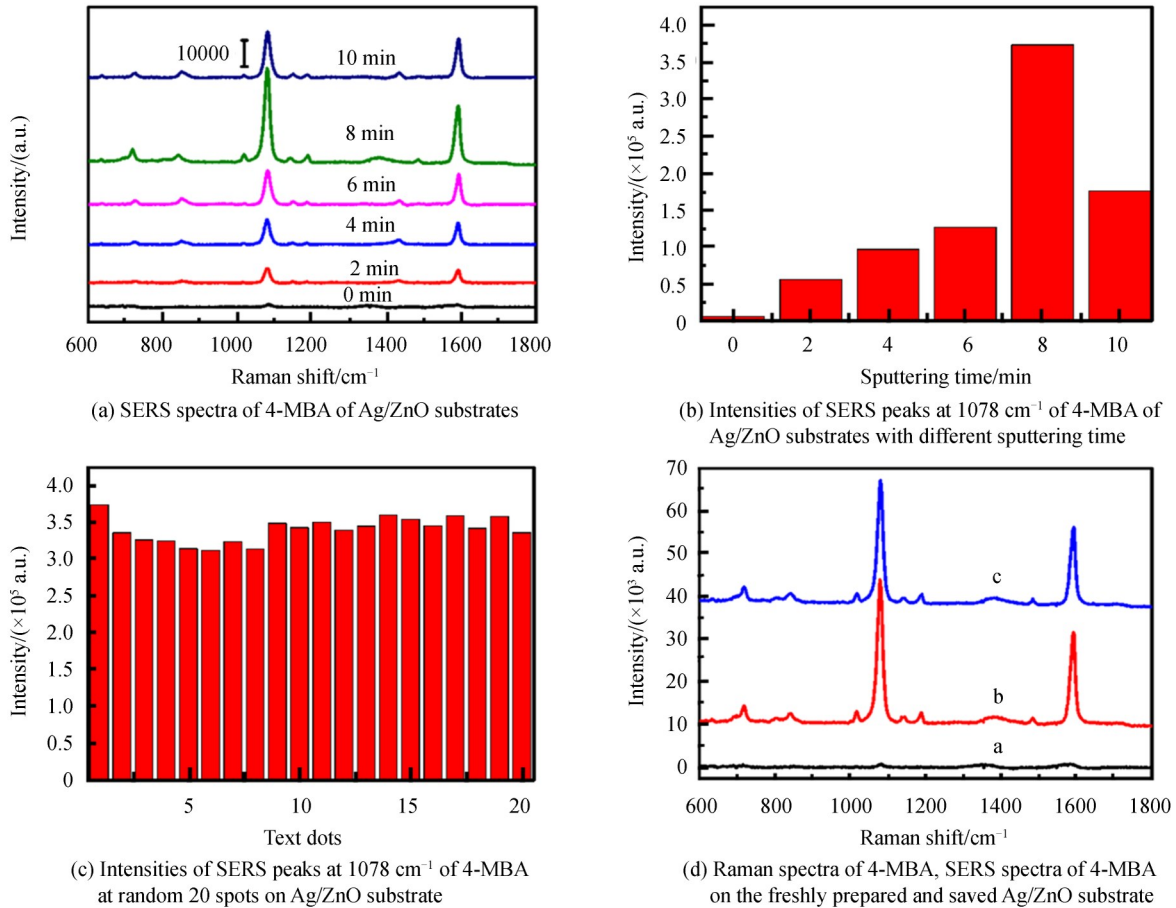 10000
10 min
8 min
6 min
4 min
2 min
0 min
Intensity/(a.u.)
600 800 1000 1200 1400 1600 1800
Raman shift/cm⁻¹
(a) SERS spectra of 4-MBA of Ag/ZnO substrates
4.0
3.5
3.0
2.5
2.0
1.5
1.0
0.5
0
Intensity/(×10⁵ a.u.)
0 2 4 6 8 10
Sputtering time/min
(b) Intensities of SERS peaks at 1078 cm⁻¹ of 4-MBA of
Ag/ZnO substrates with different sputtering time
4.0
3.5
3.0
2.5
2.0
1.5
1.0
0.5
0
Intensity/(×10⁵ a.u.)
5 10 15 20
Text dots
(c) Intensities of SERS peaks at 1078 cm⁻¹ of 4-MBA
at random 20 spots on Ag/ZnO substrate
70
60
50
40
30
20
10
0
Intensity/(×10³ a.u.)
c
b
a
600 800 1000 1200 1400 1600 1800
Raman shift/cm⁻¹
(d) Raman spectra of 4-MBA, SERS spectra of 4-MBA
on the freshly prepared and saved Ag/ZnO substrate